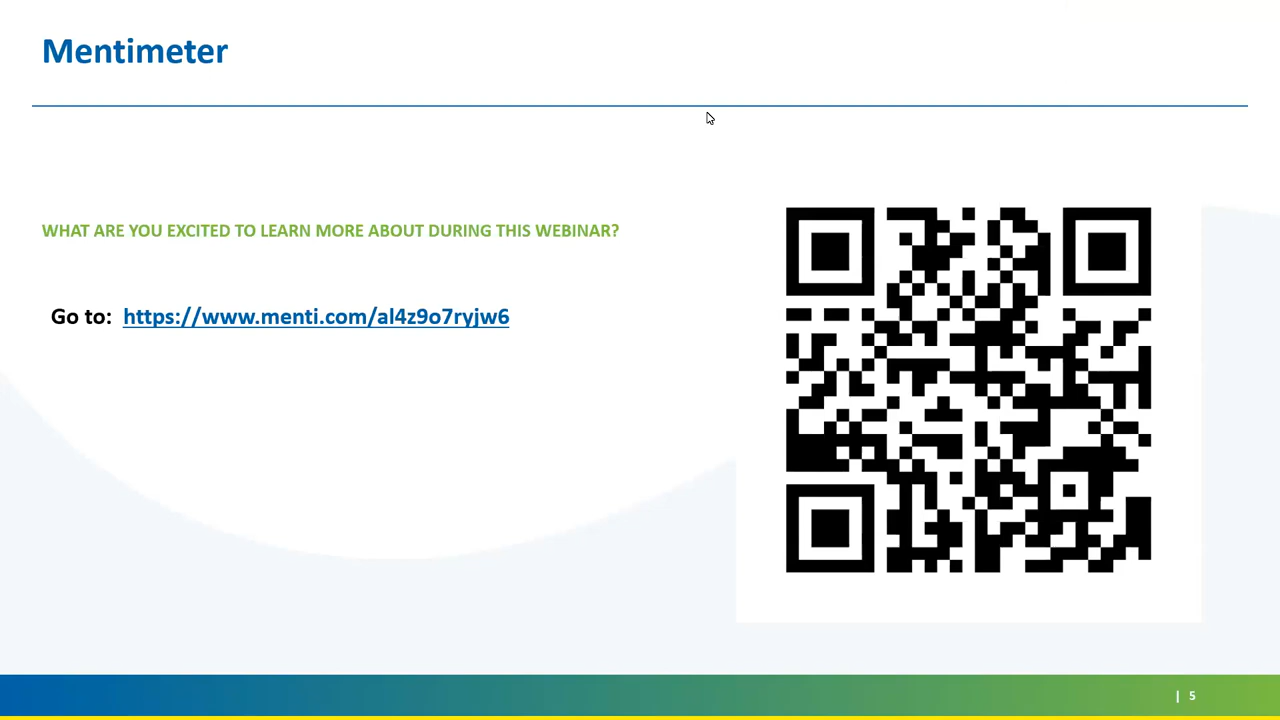 Mentimeter
WHAT ARE YOU EXCITED TO LEARN MORE ABOUT DURING THIS WEBINAR?
Go to: https://www.menti.com/al4z9o7ryjw6
| 5